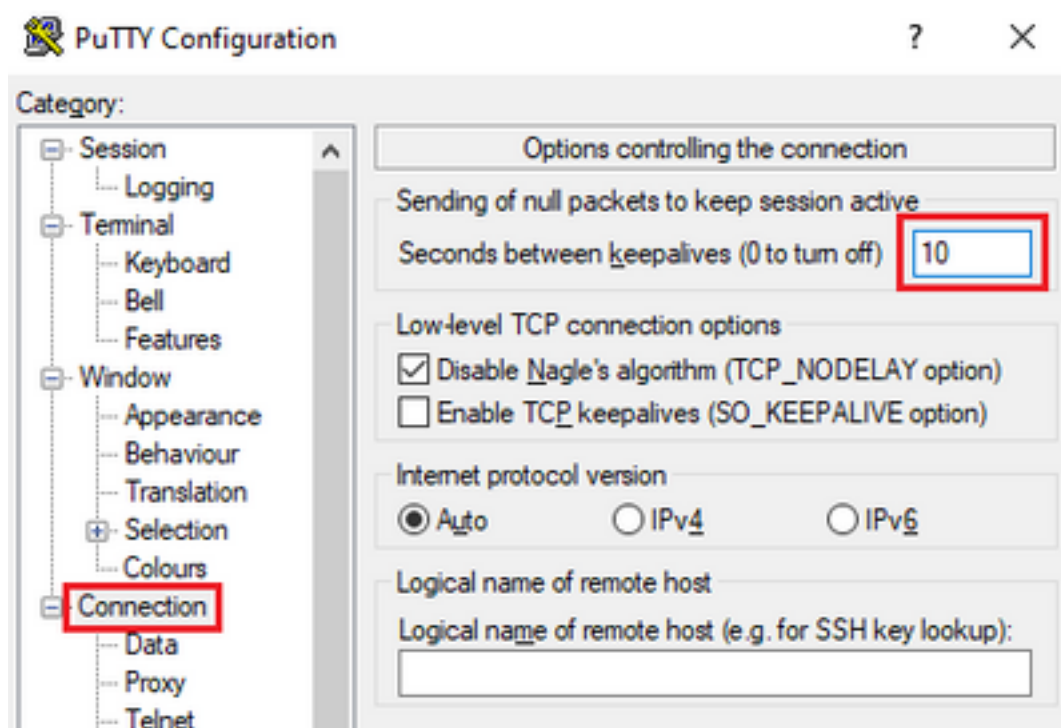 PuTTY Configuration
?
Category:
Session
Logging
Terminal
Keyboard
Bell
Features
Window
Appearance
Behaviour
Translation
Selection
Colours
Connection
Data
Proxy
Telnet
Options controlling the connection
Sending of null packets to keep session active
Seconds between keepalives (0 to turn off) 10
Low-level TCP connection options
Disable Nagle's algorithm (TCP_NODELAY option)
Enable TCP keepalives (SO_KEEPALIVE option)
Internet protocol version
Auto IPv4 IPv6
Logical name of remote host
Logical name of remote host (e.g. for SSH key lookup):